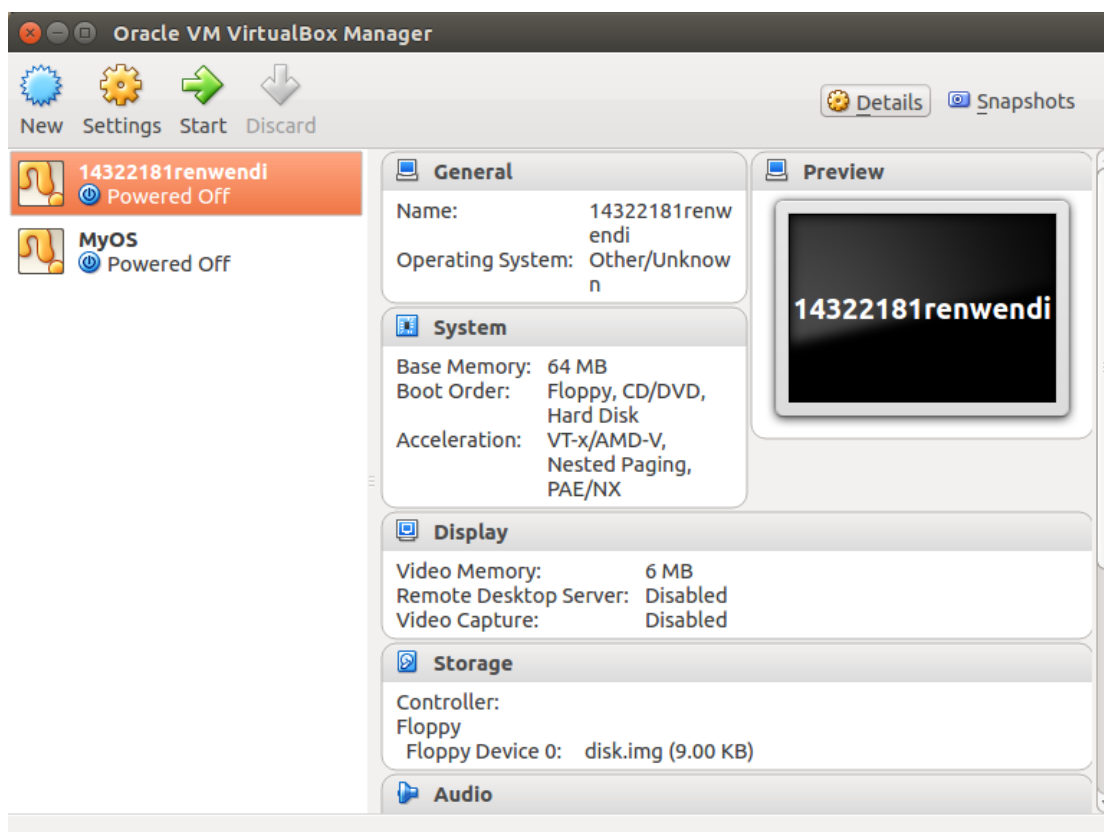 Oracle VM VirtualBox Manager
New Settings Start Discard
Details Snapshots
14322181renwendi
Powered Off
MyOS
Powered Off
General
Name: 14322181renw
endi
Operating System: Other/Unknow
n
Preview
14322181renwendi
System
Base Memory: 64 MB
Boot Order: Floppy, CD/DVD,
Hard Disk
Acceleration: VT-x/AMD-V,
Nested Paging,
PAE/NX
Display
Video Memory: 6 MB
Remote Desktop Server: Disabled
Video Capture: Disabled
Storage
Controller:
Floppy
Floppy Device 0: disk.img (9.00 KB)
Audio